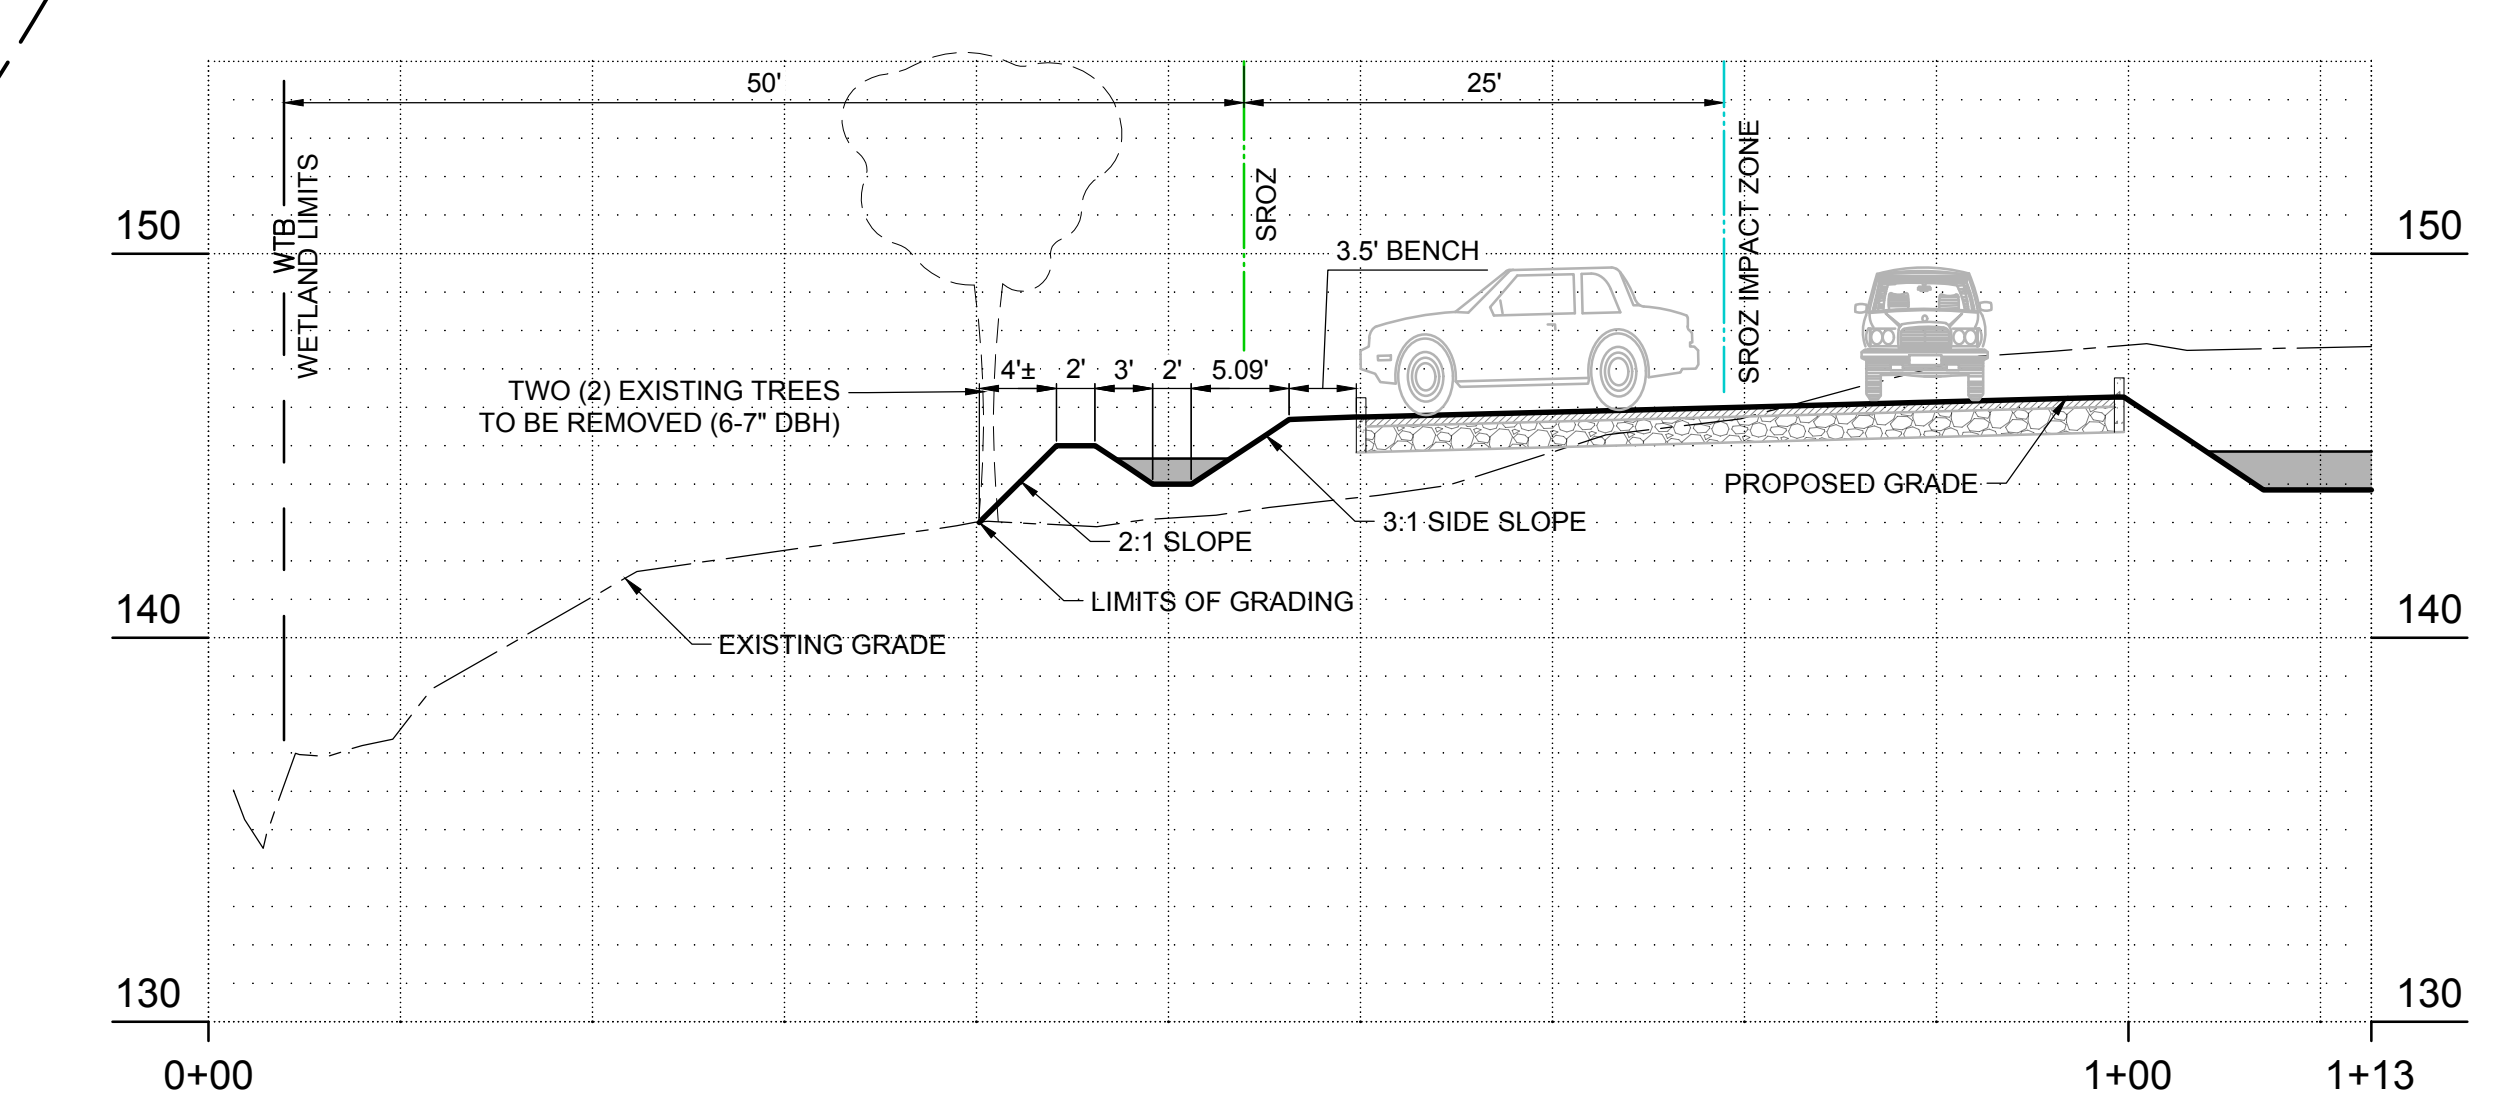 50'
25'
WTB
WETLAND LIMITS
SROZ
SROZ IMPACT ZONE
150
150
3.5' BENCH
4'±
2'
3'
2'
5.09'
TWO (2) EXISTING TREES
TO BE REMOVED (6-7" DBH)
PROPOSED GRADE
3:1 SIDE SLOPE
2:1 SLOPE
LIMITS OF GRADING
140
140
EXISTING GRADE
130
130
0+00
1+00
1+13